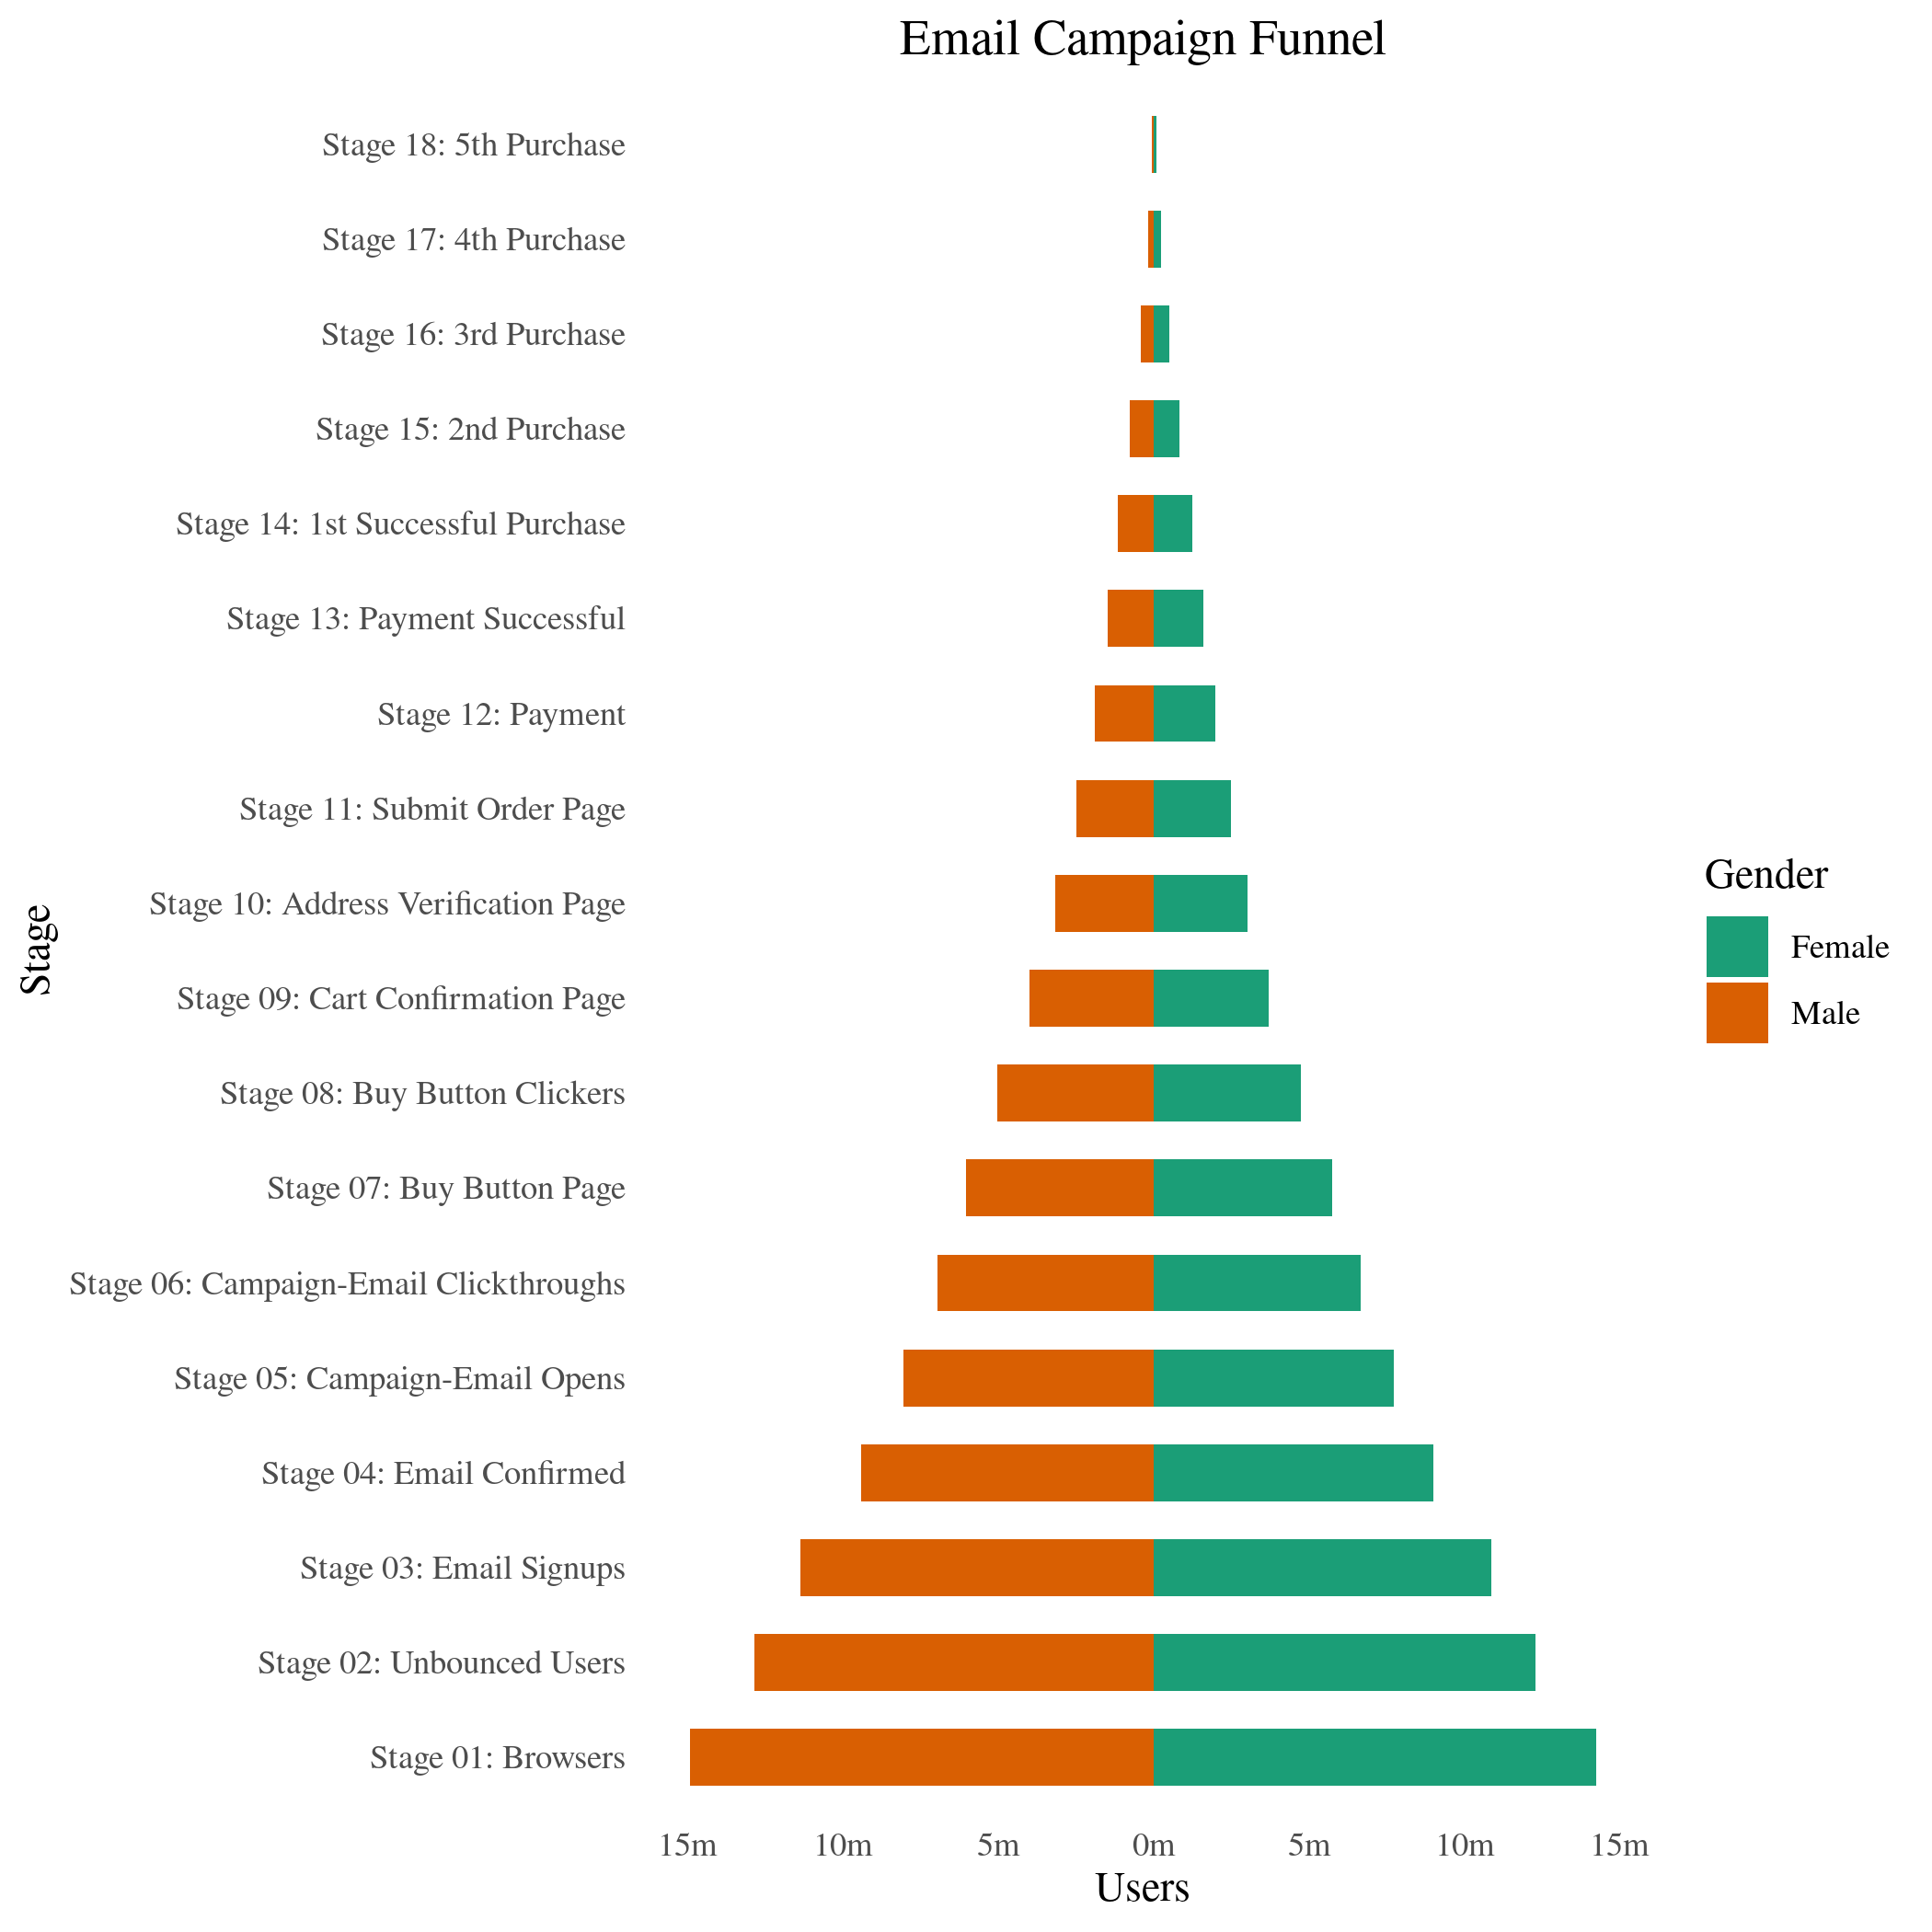 Email Campaign Funnel
Stage 18: 5th Purchase
Stage 17: 4th Purchase
Stage 16: 3rd Purchase
Stage 15: 2nd Purchase
Stage 14: 1st Successful Purchase
Stage 13: Payment Successful
Stage 12: Payment
Stage 11: Submit Order Page
Stage 10: Address Verification Page
Stage 09: Cart Confirmation Page
Stage 08: Buy Button Clickers
Stage 07: Buy Button Page
Stage 06: Campaign-Email Clickthroughs
Stage 05: Campaign-Email Opens
Stage 04: Email Confirmed
Stage 03: Email Signups
Stage 02: Unbounced Users
Stage 01: Browsers
Stage
15m 10m 5m 0m 5m 10m 15m
Users
Gender
Female
Male